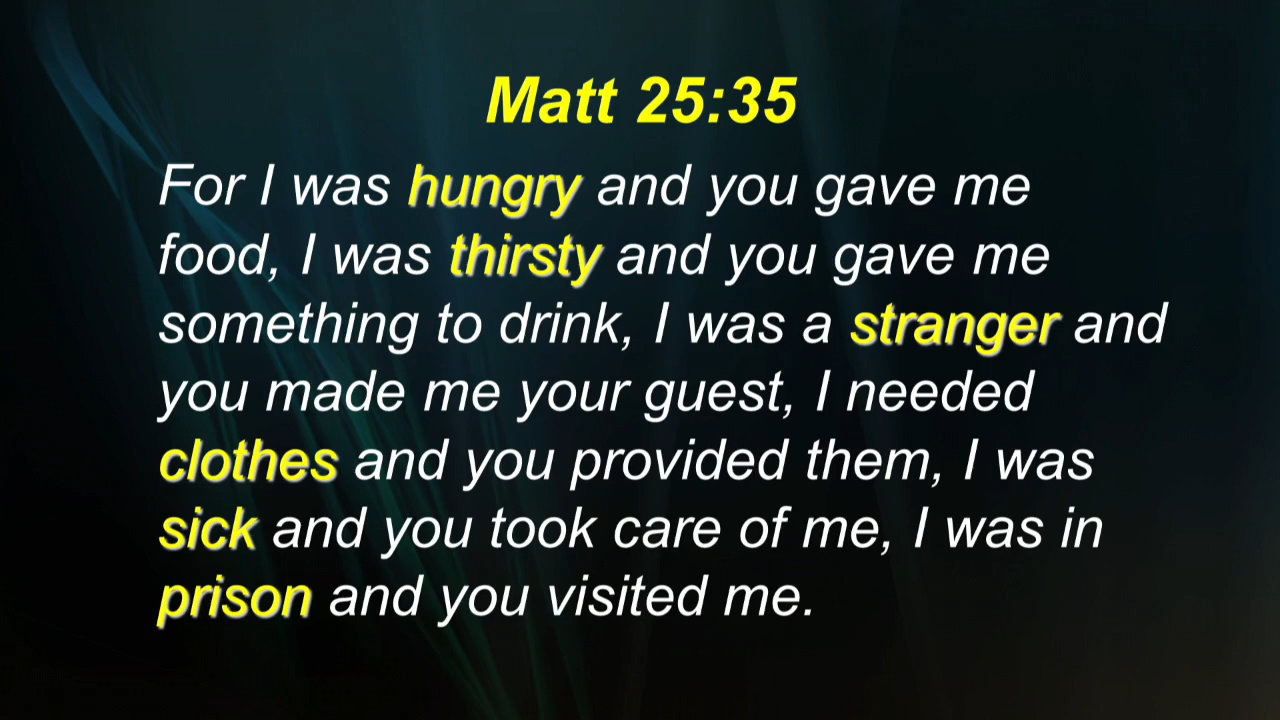 Matt 25:35
For I was hungry and you gave me
food, I was thirsty and you gave me
something to drink, I was a stranger and
you made me your guest, I needed
clothes and you provided them, I was
sick and you took care of me, I was in
prison and you visited me.